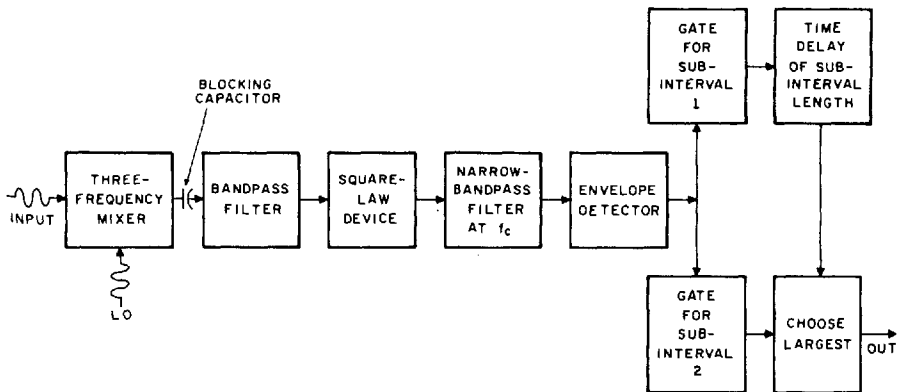 BLOCKING
CAPACITOR
INPUT
THREE-
FREQUENCY
MIXER
LO
BANDPASS
FILTER
SQUARE-
LAW
DEVICE
NARROW-
BANDPASS
FILTER
AT fc
ENVELOPE
DETECTOR
GATE
FOR
SUB-
INTERVAL
1
TIME
DELAY
OF SUB-
INTERVAL
LENGTH
GATE
FOR
SUB-
INTERVAL
2
CHOOSE
LARGEST
OUT